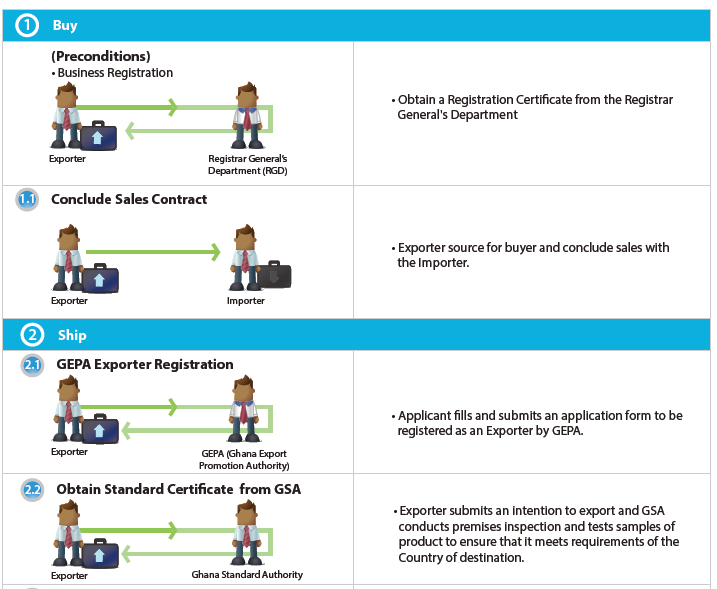 1 Buy
(Preconditions)
• Business Registration
Exporter
Registrar General's
Department (RGD)
• Obtain a Registration Certificate from the Registrar
General's Department
1.1 Conclude Sales Contract
Exporter
Importer
• Exporter source for buyer and conclude sales with
the Importer.
2 Ship
2.1 GEPA Exporter Registration
Exporter
GEPA (Ghana Export
Promotion Authority)
• Applicant fills and submits an application form to be
registered as an Exporter by GEPA.
2.2 Obtain Standard Certificate from GSA
Exporter
Ghana Standard Authority
• Exporter submits an intention to export and GSA
conducts premises inspection and tests samples of
product to ensure that it meets requirements of the
Country of destination.